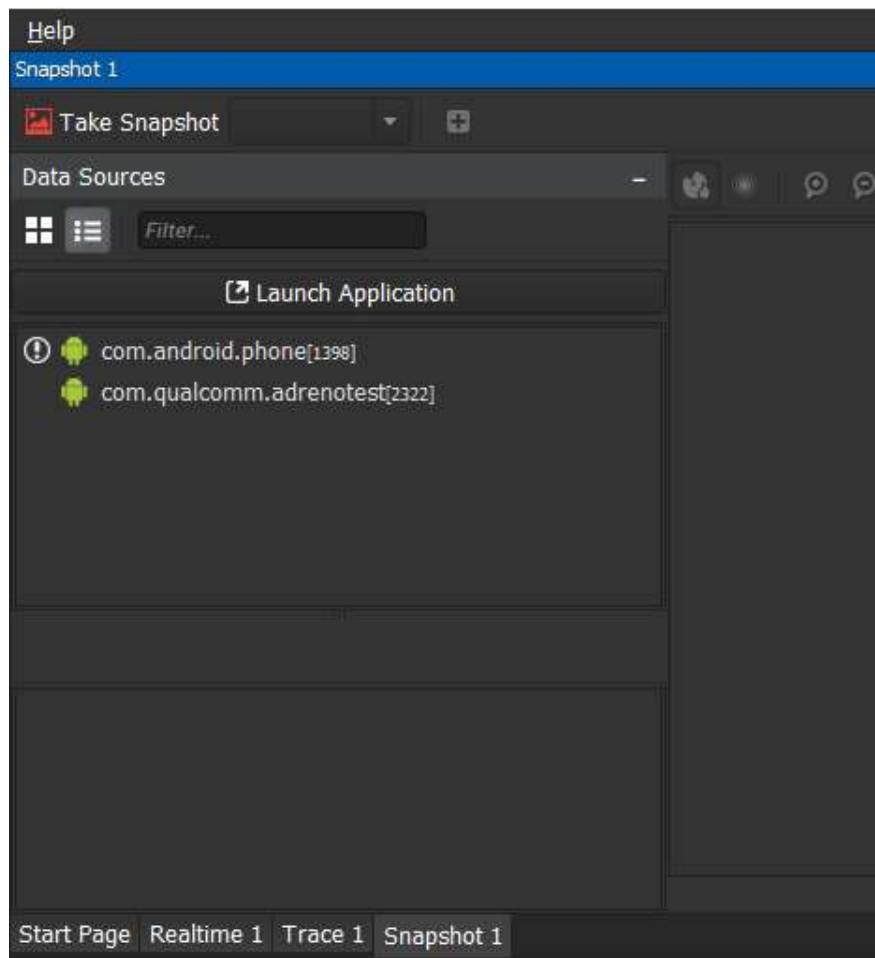 Help
Snapshot 1
Take Snapshot
Data Sources
Filter...
Launch Application
com.android.phone[1398]
com.qualcomm.adrenotest[2322]
Start Page Realtime 1 Trace 1 Snapshot 1